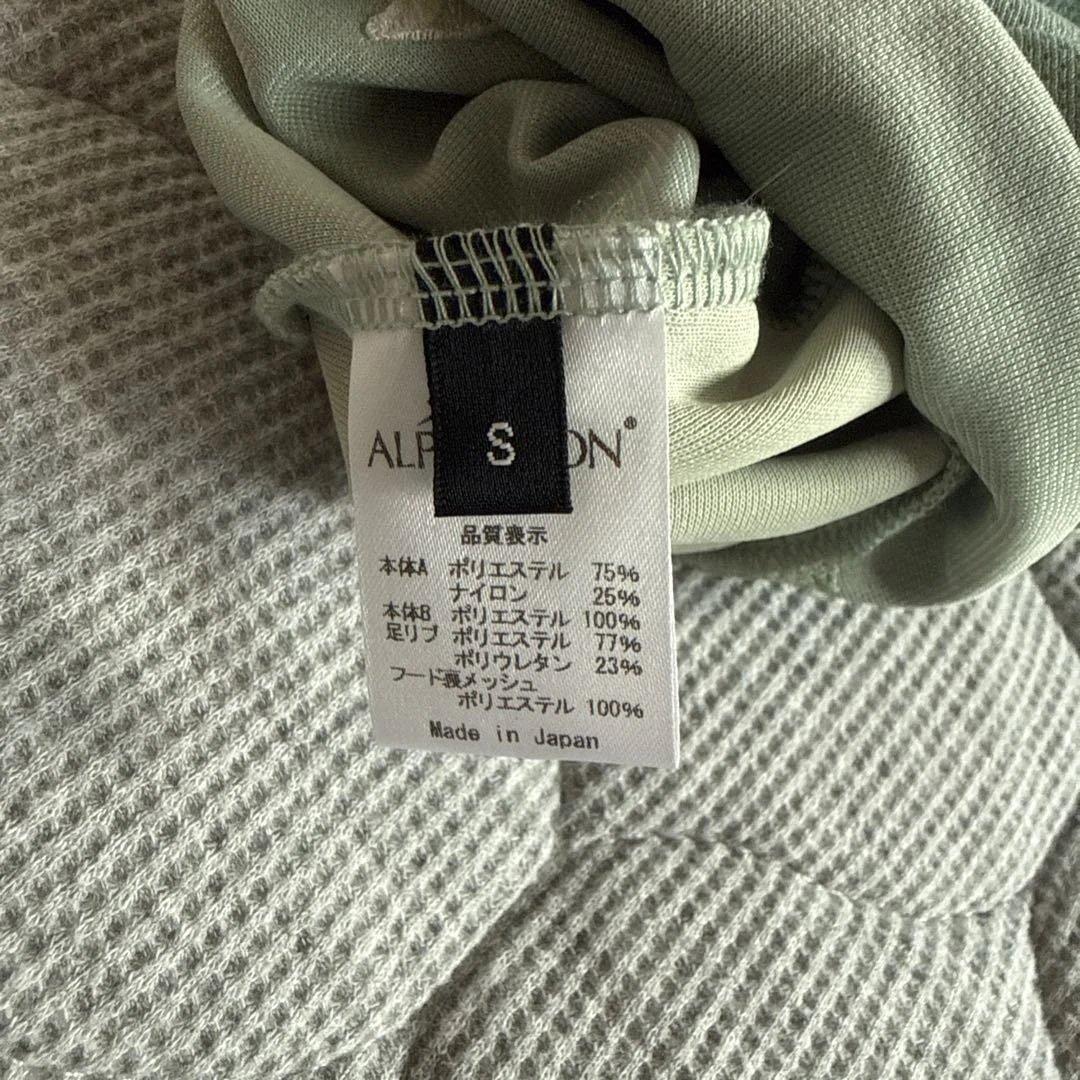 S
ALP ON®
品質表示
本体A ポリエステル 75%
ナイロン 25%
本体B ポリエステル 100%
足リブ ポリエステル 77%
ポリウレタン 23%
フード裏メッシュ
ポリエステル 100%
Made in Japan